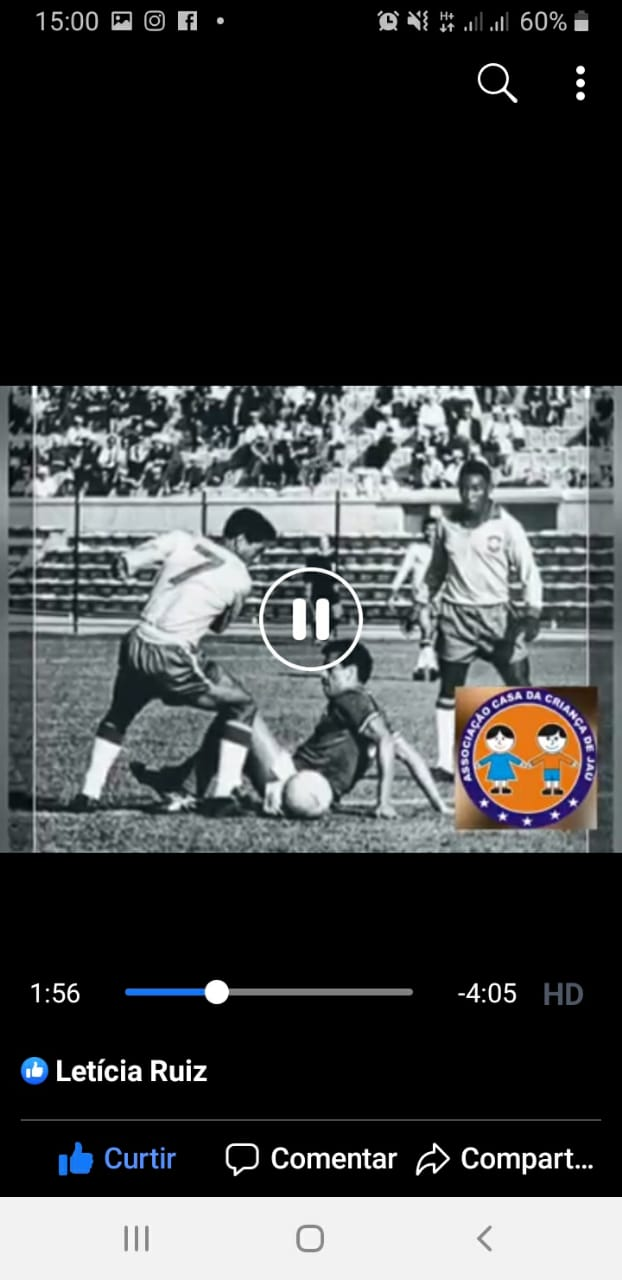 15:00
H+
60%
7
ASSOCIAÇÃO CASA DA CRIANÇA DE JAÚ
1:56
-4:05
HD
Letícia Ruiz
Curtir
Comentar
Compart...